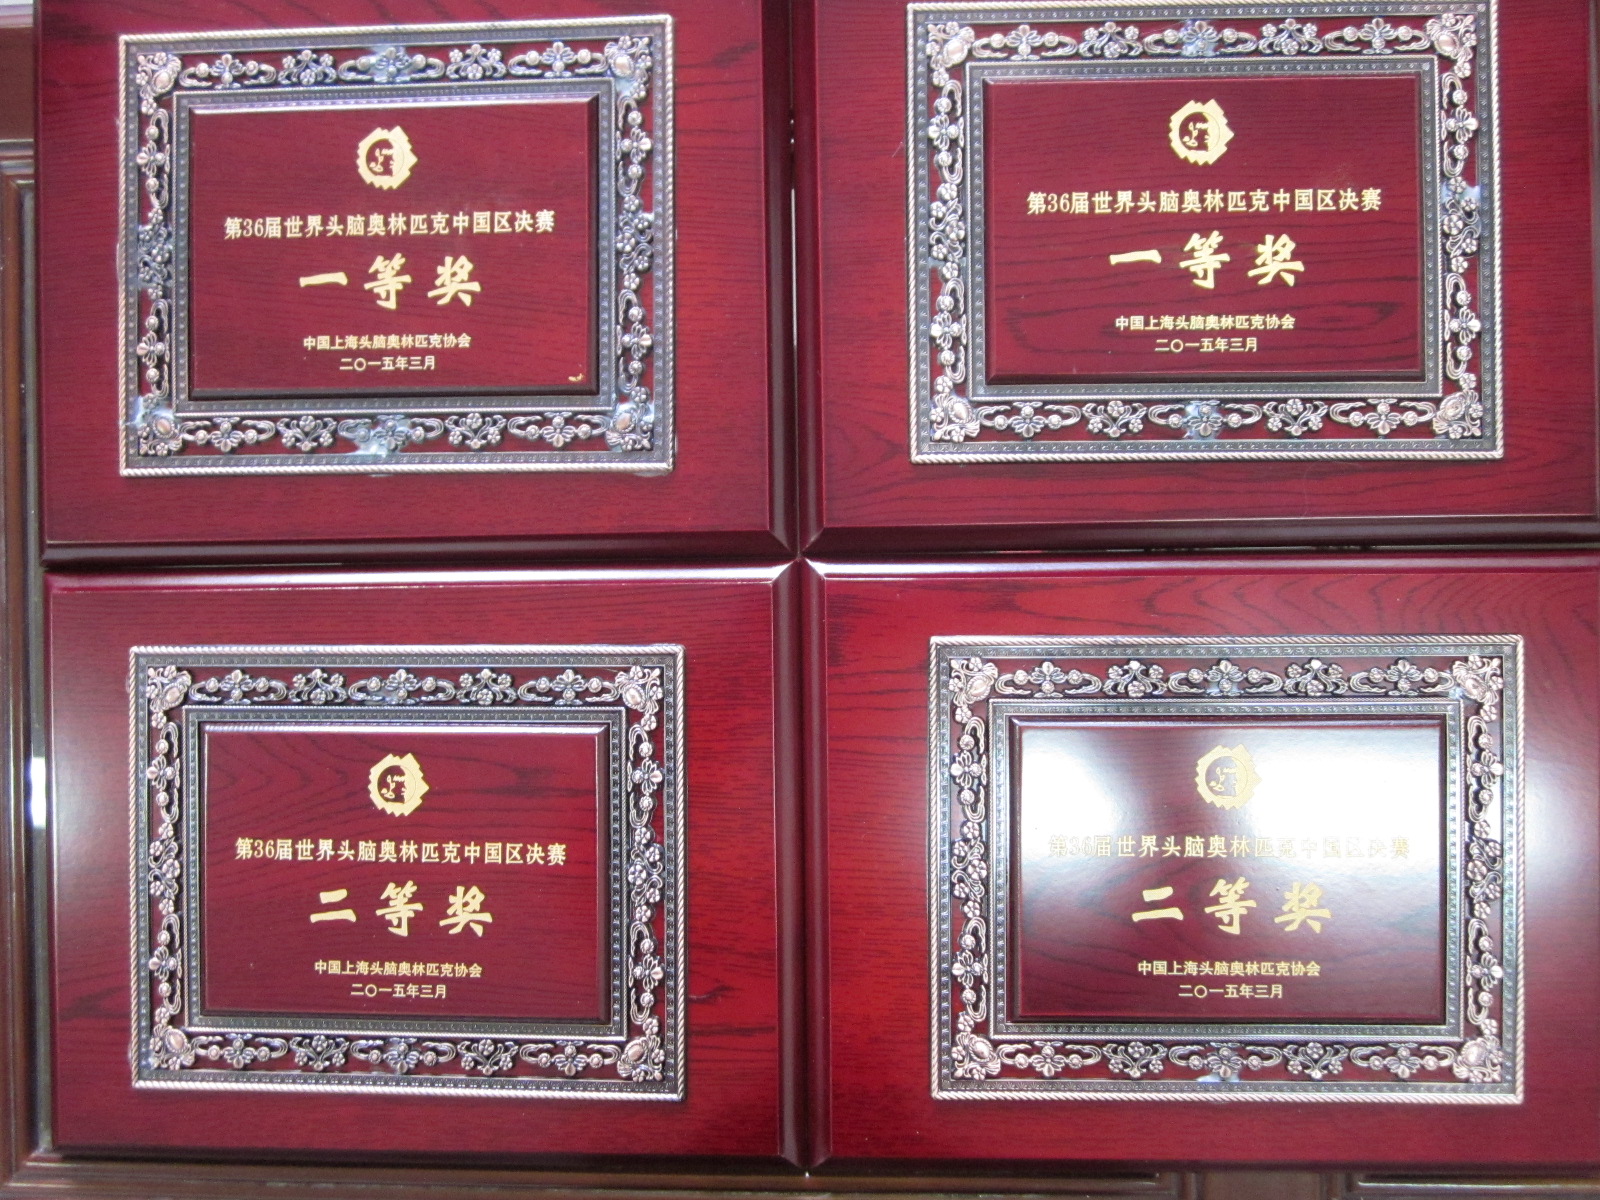 第36届世界头脑奥林匹克中国区决赛
一等奖
中国上海头脑奥林匹克协会
二〇一五年三月
第36届世界头脑奥林匹克中国区决赛
一等奖
中国上海头脑奥林匹克协会
二〇一五年三月
第36届世界头脑奥林匹克中国区决赛
二等奖
中国上海头脑奥林匹克协会
二〇一五年三月
第36届世界头脑奥林匹克中国区决赛
二等奖
中国上海头脑奥林匹克协会
二〇一五年三月